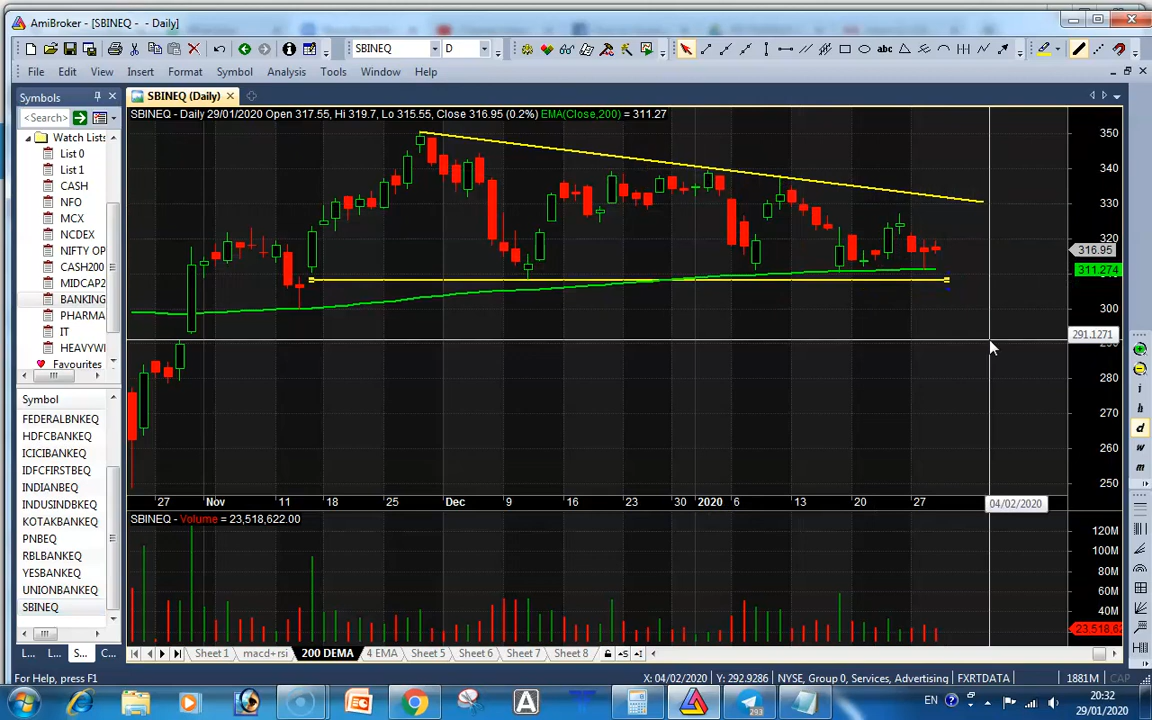 AmiBroker - [SBINEQ - - Daily]
SBINEQ D
File Edit View Insert Format Symbol Analysis Tools Window Help
Symbols
SBINEQ (Daily)
<Search>
Watch Lists
List 0
List 1
CASH
NFO
MCX
NCDEX
NIFTY OP
CASH200
MIDCAP2
BANKING
PHARMA
IT
HEAVYW
Favourites
Symbol
FEDERALBNKEQ
HDFCBANKEQ
ICICIBANKEQ
IDFCFIRSTBEQ
INDIANBEQ
INDUSINDBKEQ
KOTAKBANKEQ
PNBEQ
RBLBANKEQ
YESBANKEQ
UNIONBANKEQ
SBINEQ
SBINEQ - Daily 29/01/2020 Open 317.55, Hi 319.7, Lo 315.55, Close 316.95 (0.2%) EMA(Close,200) = 311.27
350
340
330
320
316.95
311.274
300
291.1271
280
270
260
250
27 Nov 11 18 25 Dec 9 16 23 30 2020 6 13 20 27 04/02/2020
SBINEQ - Volume = 23,518,622.00
120M
100M
80M
60M
40M
23,518,62
abc
i
h
d
w
m
L... L... S... C...
Sheet 1 macd+rsi 200 DEMA 4 EMA Sheet 5 Sheet 6 Sheet 7 Sheet 8
For Help, press F1
X: 04/02/2020 Y: 292.9286 NYSE, Group 0, Services, Advertising FXRTDATA 1881M CAP
293
EN
20:32
29/01/2020